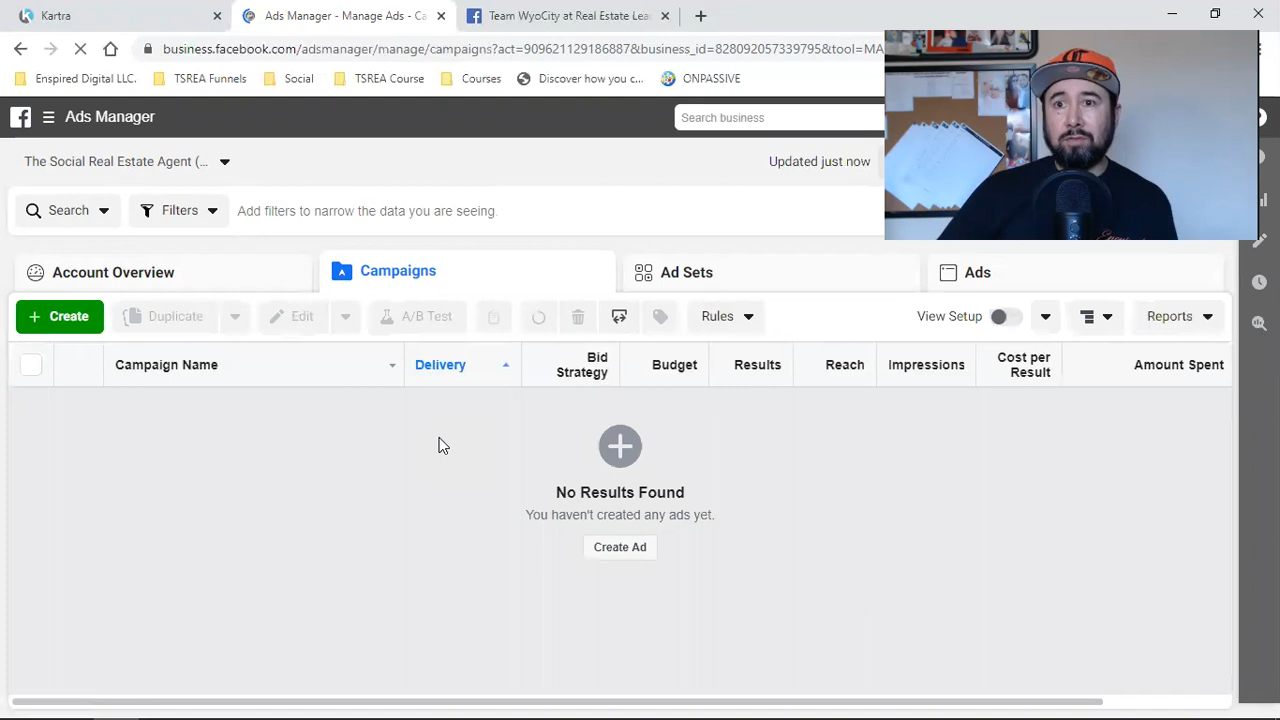 Kartra
Ads Manager - Manage Ads - Ca
Team WyoCity at Real Estate Lea
business.facebook.com/adsmanager/manage/campaigns?act=909621129186887&business_id=828092057339795&tool=MA
Enspired Digital LLC.
TSREA Funnels
Social
TSREA Course
Courses
Discover how you c...
ONPASSIVE
Ads Manager
Search business
The Social Real Estate Agent (...
Updated just now
Search
Filters
Add filters to narrow the data you are seeing.
Account Overview
Campaigns
Ad Sets
Ads
+ Create
Duplicate
Edit
A/B Test
Rules
View Setup
Reports
Campaign Name
Delivery
Bid
Strategy
Budget
Results
Reach
Impressions
Cost per
Result
Amount Spent
No Results Found
You haven't created any ads yet.
Create Ad